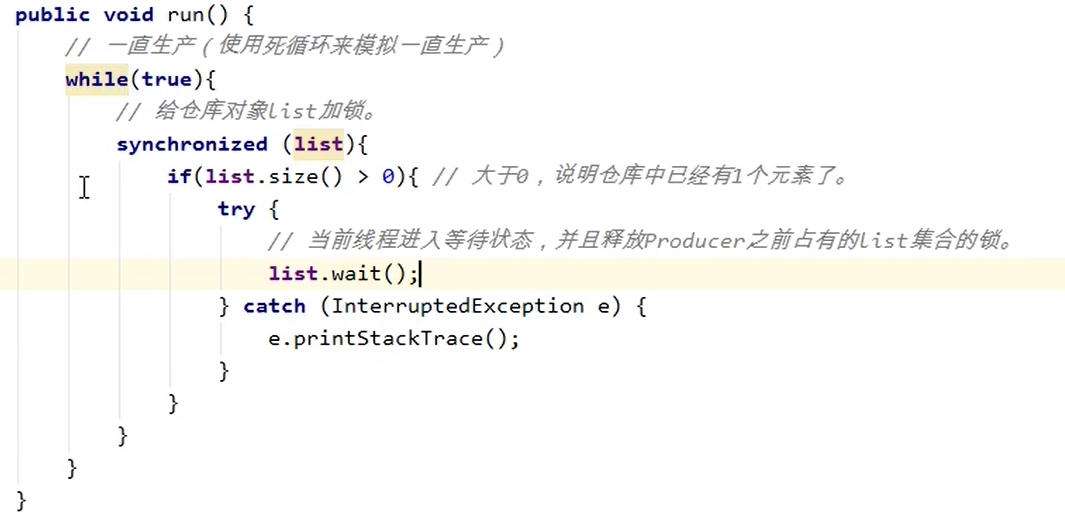 public void run() {
// 一直生产（使用死循环来模拟一直生产）
while(true){
// 给仓库对象list加锁。
synchronized (list){
if(list.size() > 0){ // 大于0，说明仓库中已经有1个元素了。
try {
// 当前线程进入等待状态，并且释放Producer之前占有的list集合的锁。
list.wait();
} catch (InterruptedException e) {
e.printStackTrace();
}
}
}
}
}